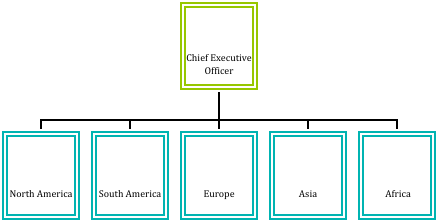 Chief Executive
Officer
North America
South America
Europe
Asia
Africa